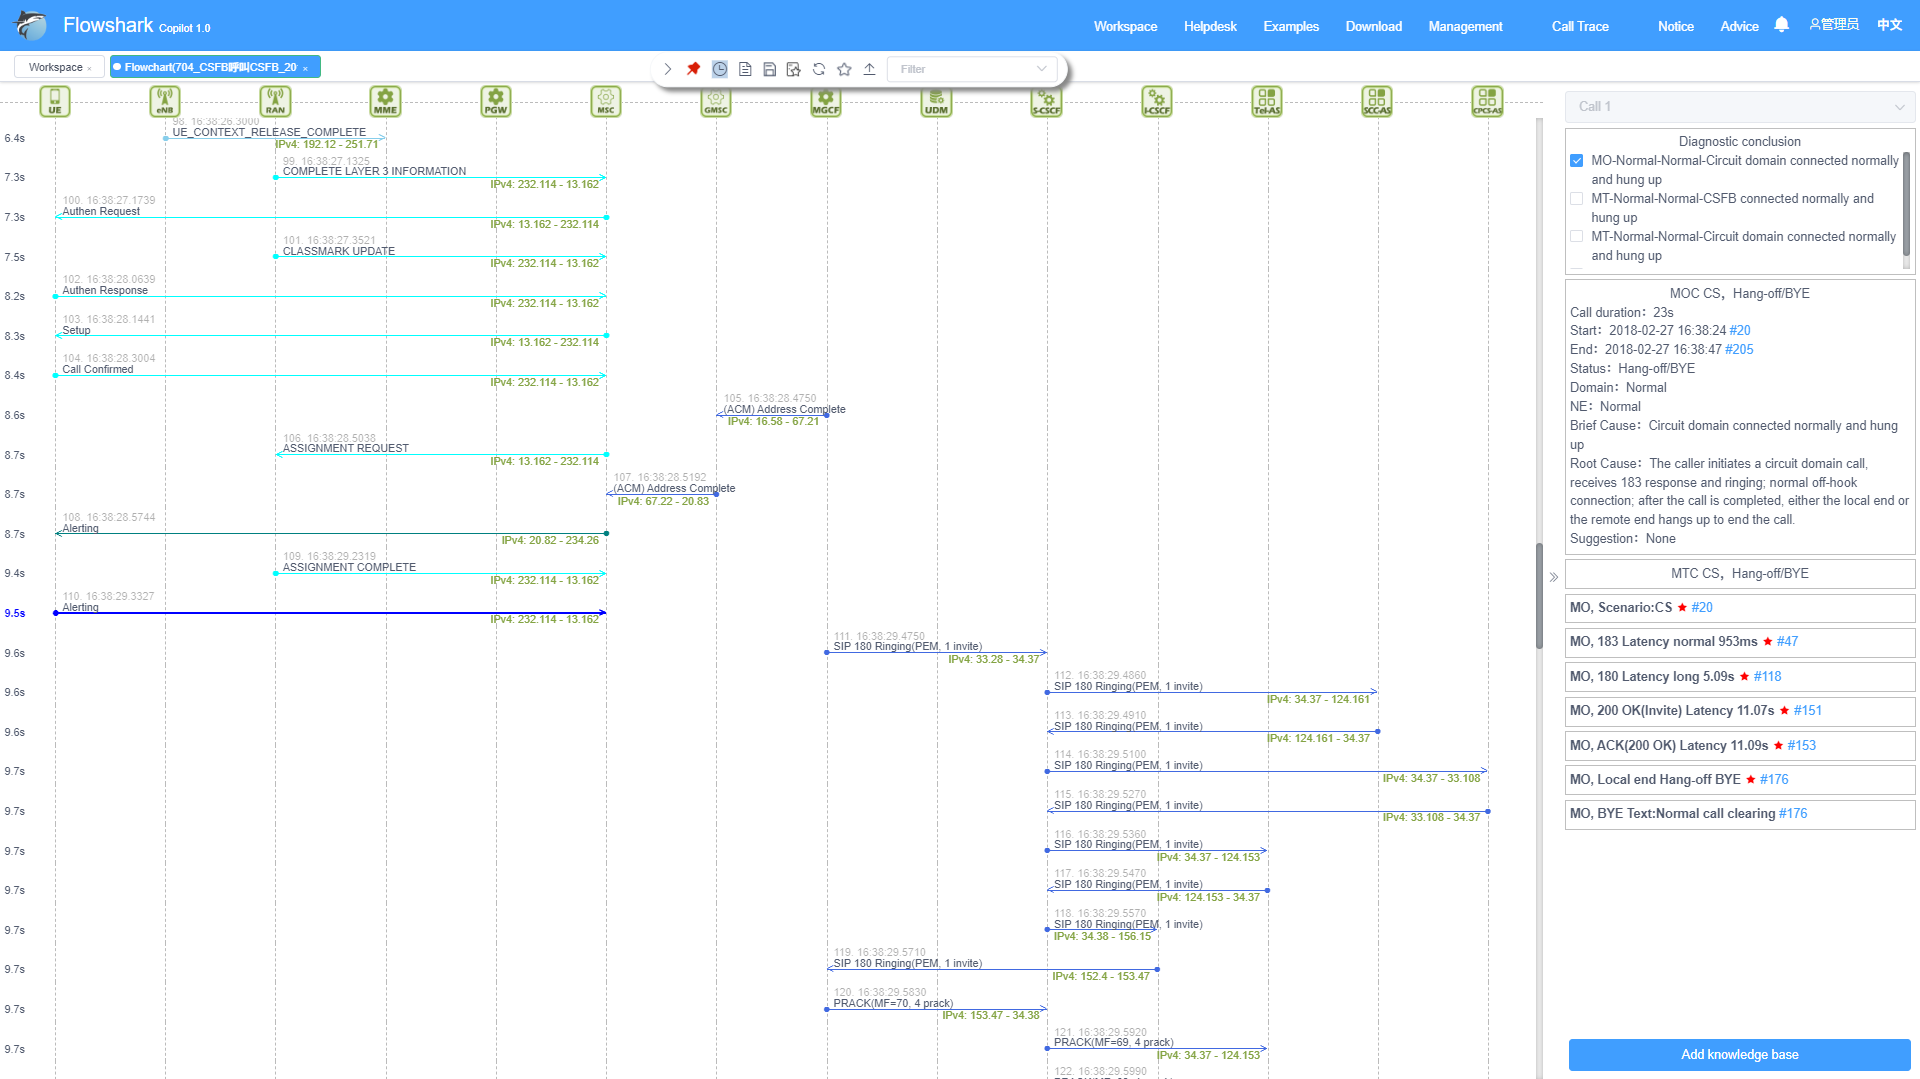 Flowshark Copilot 1.0
Workspace Helpdesk Examples Download Management Call Trace Notice Advice 管理员 中文
Workspace ×
Flowchart(704_CSFB呼叫CSFB_20 ×
Filter
UE eNB RAN MME PGW MSC GMSC MGCF UDM S-CSCF I-CSCF Tel-AS SCC-AS CPCS-AS
98. 16:38:26.3000
6.4s UE_CONTEXT_RELEASE_COMPLETE
IPv4: 192.12 - 251.71
99. 16:38:27.1325
7.3s COMPLETE LAYER 3 INFORMATION
IPv4: 232.114 - 13.162
100. 16:38:27.1739
7.3s Authen Request
IPv4: 13.162 - 232.114
101. 16:38:27.3521
7.5s CLASSMARK UPDATE
IPv4: 232.114 - 13.162
102. 16:38:28.0639
8.2s Authen Response
IPv4: 232.114 - 13.162
103. 16:38:28.1441
8.3s Setup
IPv4: 13.162 - 232.114
104. 16:38:28.3004
8.4s Call Confirmed
IPv4: 232.114 - 13.162
105. 16:38:28.4750
8.6s (ACM) Address Complete
IPv4: 16.58 - 67.21
106. 16:38:28.5038
8.7s ASSIGNMENT REQUEST
IPv4: 13.162 - 232.114
107. 16:38:28.5192
8.7s (ACM) Address Complete
IPv4: 67.22 - 20.83
108. 16:38:28.5744
8.7s Alerting
IPv4: 20.82 - 234.26
109. 16:38:29.2319
9.4s ASSIGNMENT COMPLETE
IPv4: 232.114 - 13.162
110. 16:38:29.3327
9.5s Alerting
IPv4: 232.114 - 13.162
111. 16:38:29.4750
9.6s SIP 180 Ringing(PEM, 1 invite)
IPv4: 33.28 - 34.37
112. 16:38:29.4860
9.6s SIP 180 Ringing(PEM, 1 invite)
IPv4: 34.37 - 124.161
113. 16:38:29.4910
9.6s SIP 180 Ringing(PEM, 1 invite)
IPv4: 124.161 - 34.37
114. 16:38:29.5100
9.7s SIP 180 Ringing(PEM, 1 invite)
IPv4: 34.37 - 33.108
115. 16:38:29.5270
9.7s SIP 180 Ringing(PEM, 1 invite)
IPv4: 33.108 - 34.37
116. 16:38:29.5360
9.7s SIP 180 Ringing(PEM, 1 invite)
IPv4: 34.37 - 124.153
117. 16:38:29.5470
9.7s SIP 180 Ringing(PEM, 1 invite)
IPv4: 124.153 - 34.37
118. 16:38:29.5570
9.7s SIP 180 Ringing(PEM, 1 invite)
IPv4: 34.38 - 156.15
119. 16:38:29.5710
9.7s SIP 180 Ringing(PEM, 1 invite)
IPv4: 152.4 - 153.47
120. 16:38:29.5830
9.7s PRACK(MF=70, 4 prack)
IPv4: 153.47 - 34.38
121. 16:38:29.5920
9.7s PRACK(MF=69, 4 prack)
IPv4: 34.37 - 124.153
122. 16:38:29.5990
Call 1
Diagnostic conclusion
MO-Normal-Normal-Circuit domain connected normally
and hung up
MT-Normal-Normal-CSFB connected normally and
hung up
MT-Normal-Normal-Circuit domain connected normally
and hung up
MOC CS，Hang-off/BYE
Call duration：23s
Start：2018-02-27 16:38:24 #20
End：2018-02-27 16:38:47 #205
Status：Hang-off/BYE
Domain：Normal
NE：Normal
Brief Cause：Circuit domain connected normally and hung
up
Root Cause：The caller initiates a circuit domain call,
receives 183 response and ringing; normal off-hook
connection; after the call is completed, either the local end or
the remote end hangs up to end the call.
Suggestion：None
MTC CS，Hang-off/BYE
MO, Scenario:CS ★ #20
MO, 183 Latency normal 953ms ★ #47
MO, 180 Latency long 5.09s ★ #118
MO, 200 OK(Invite) Latency 11.07s ★ #151
MO, ACK(200 OK) Latency 11.09s ★ #153
MO, Local end Hang-off BYE ★ #176
MO, BYE Text:Normal call clearing #176
Add knowledge base